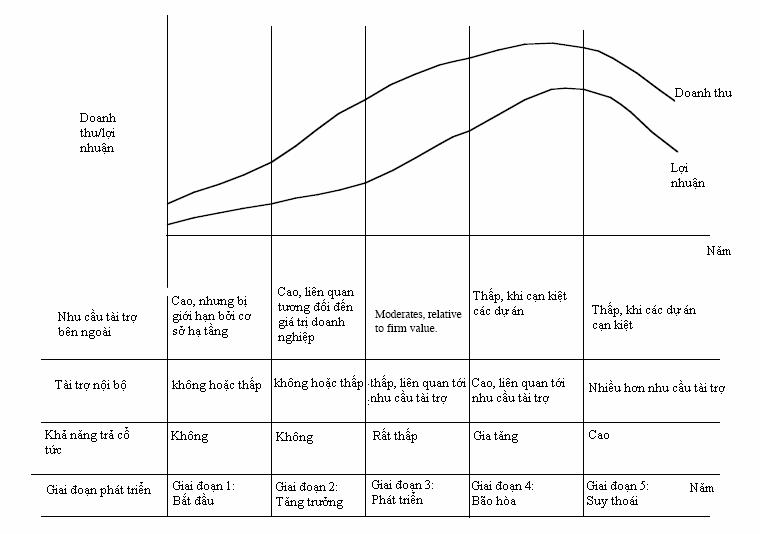 Doanh
thu/lợi
nhuận
Doanh thu
Lợi
nhuận
Năm
Nhu cầu tài trợ
bên ngoài
Cao, nhưng bị
giới hạn bởi cơ
sở hạ tầng
Cao, liên quan
tương đối đến
giá trị doanh
nghiệp
Moderates, relative
to firm value.
Thấp, khi cạn kiệt
các dự án
Thấp, khi các dự án
cạn kiệt
Tài trợ nội bộ
không hoặc thấp
không hoặc thấp
thấp, liên quan tới
nhu cầu tài trợ
Cao, liên quan tới
nhu cầu tài trợ
Nhiều hơn nhu cầu tài trợ
Khả năng trả cổ
tức
Không
Không
Rất thấp
Gia tăng
Cao
Giai đoạn phát triển
Giai đoạn 1:
Bắt đầu
Giai đoạn 2:
Tăng trưởng
Giai đoạn 3:
Phát triển
Giai đoạn 4:
Bão hòa
Giai đoạn 5:
Suy thoái
Năm